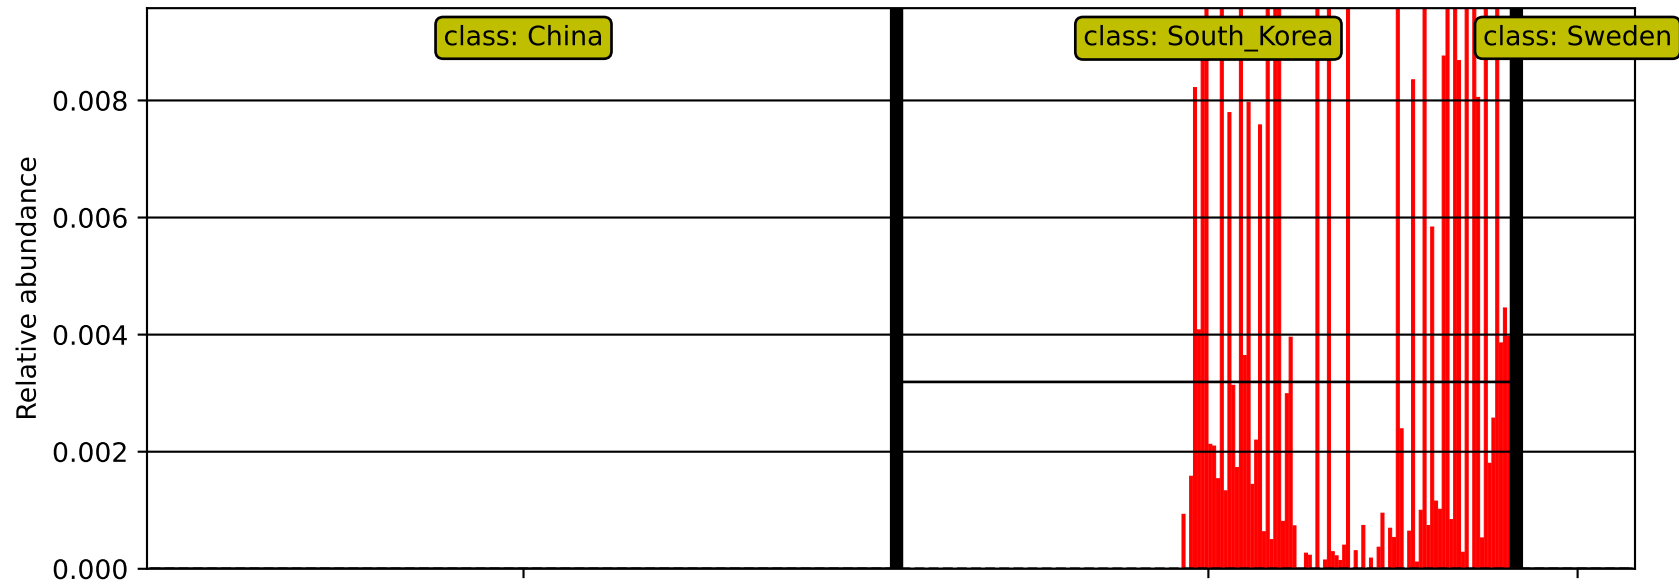 class: China
class: South_Korea
class: Sweden
Relative abundance
0.008
0.006
0.004
0.002
0.000